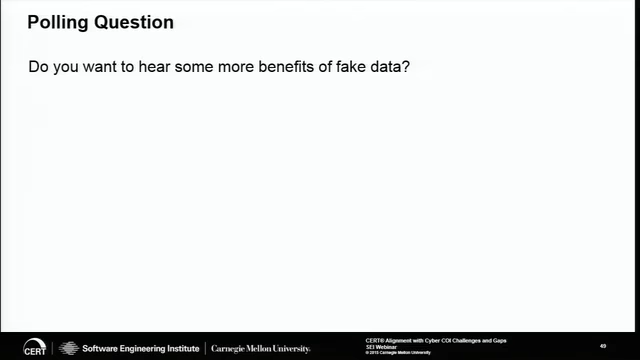 Polling Question
Do you want to hear some more benefits of fake data?
CERT
Software Engineering Institute
Carnegie Mellon University
CERT® Alignment with Cyber COI Challenges and Gaps
SEI Webinar
© 2015 Carnegie Mellon University
49